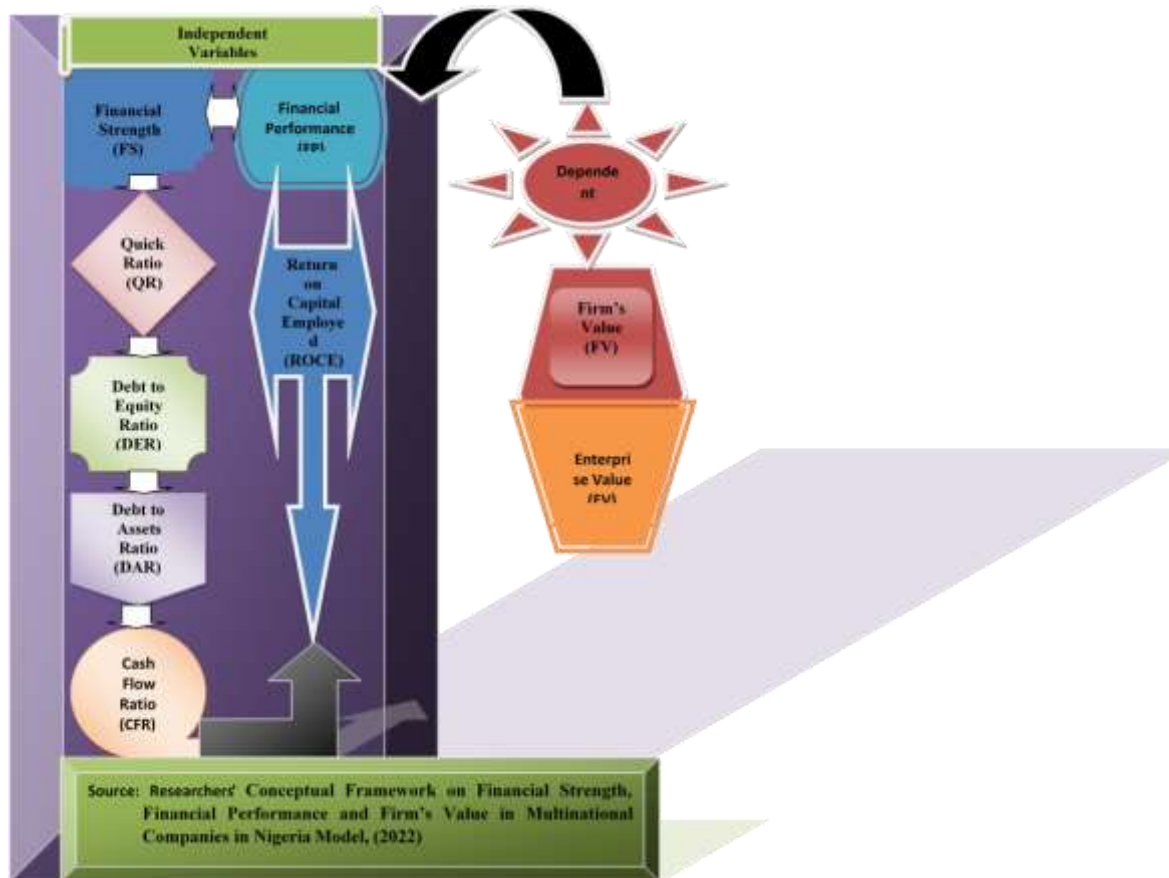 Independent
Variables
Financial
Strength
(FS)
Financial
Performance
Quick
Ratio
(QR)
Return
on
Capital
Employe
d
(ROCE)
Debt to
Equity
Ratio
(DER)
Debt to
Assets
Ratio
(DAR)
Cash
Flow
Ratio
(CFR)
Depende
nt
Firm's
Value
(FV)
Enterpri
se Value
Source: Researchers' Conceptual Framework on Financial Strength,
Financial Performance and Firm's Value in Multinational
Companies in Nigeria Model, (2022)